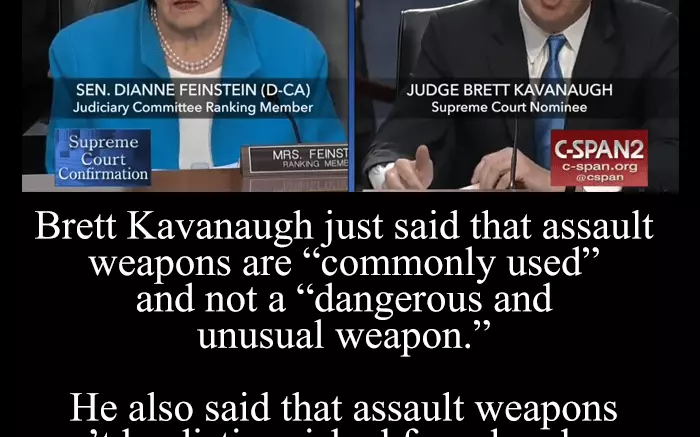 SEN. DIANNE FEINSTEIN (D-CA)
Judiciary Committee Ranking Member
JUDGE BRETT KAVANAUGH
Supreme Court Nominee
Supreme
Court
Confirmation
MRS. FEINST
RANKING MEMB
C-SPAN2
c-span.org
@cspan
Brett Kavanaugh just said that assault
weapons are “commonly used”
and not a “dangerous and
unusual weapon.”
He also said that assault weapons